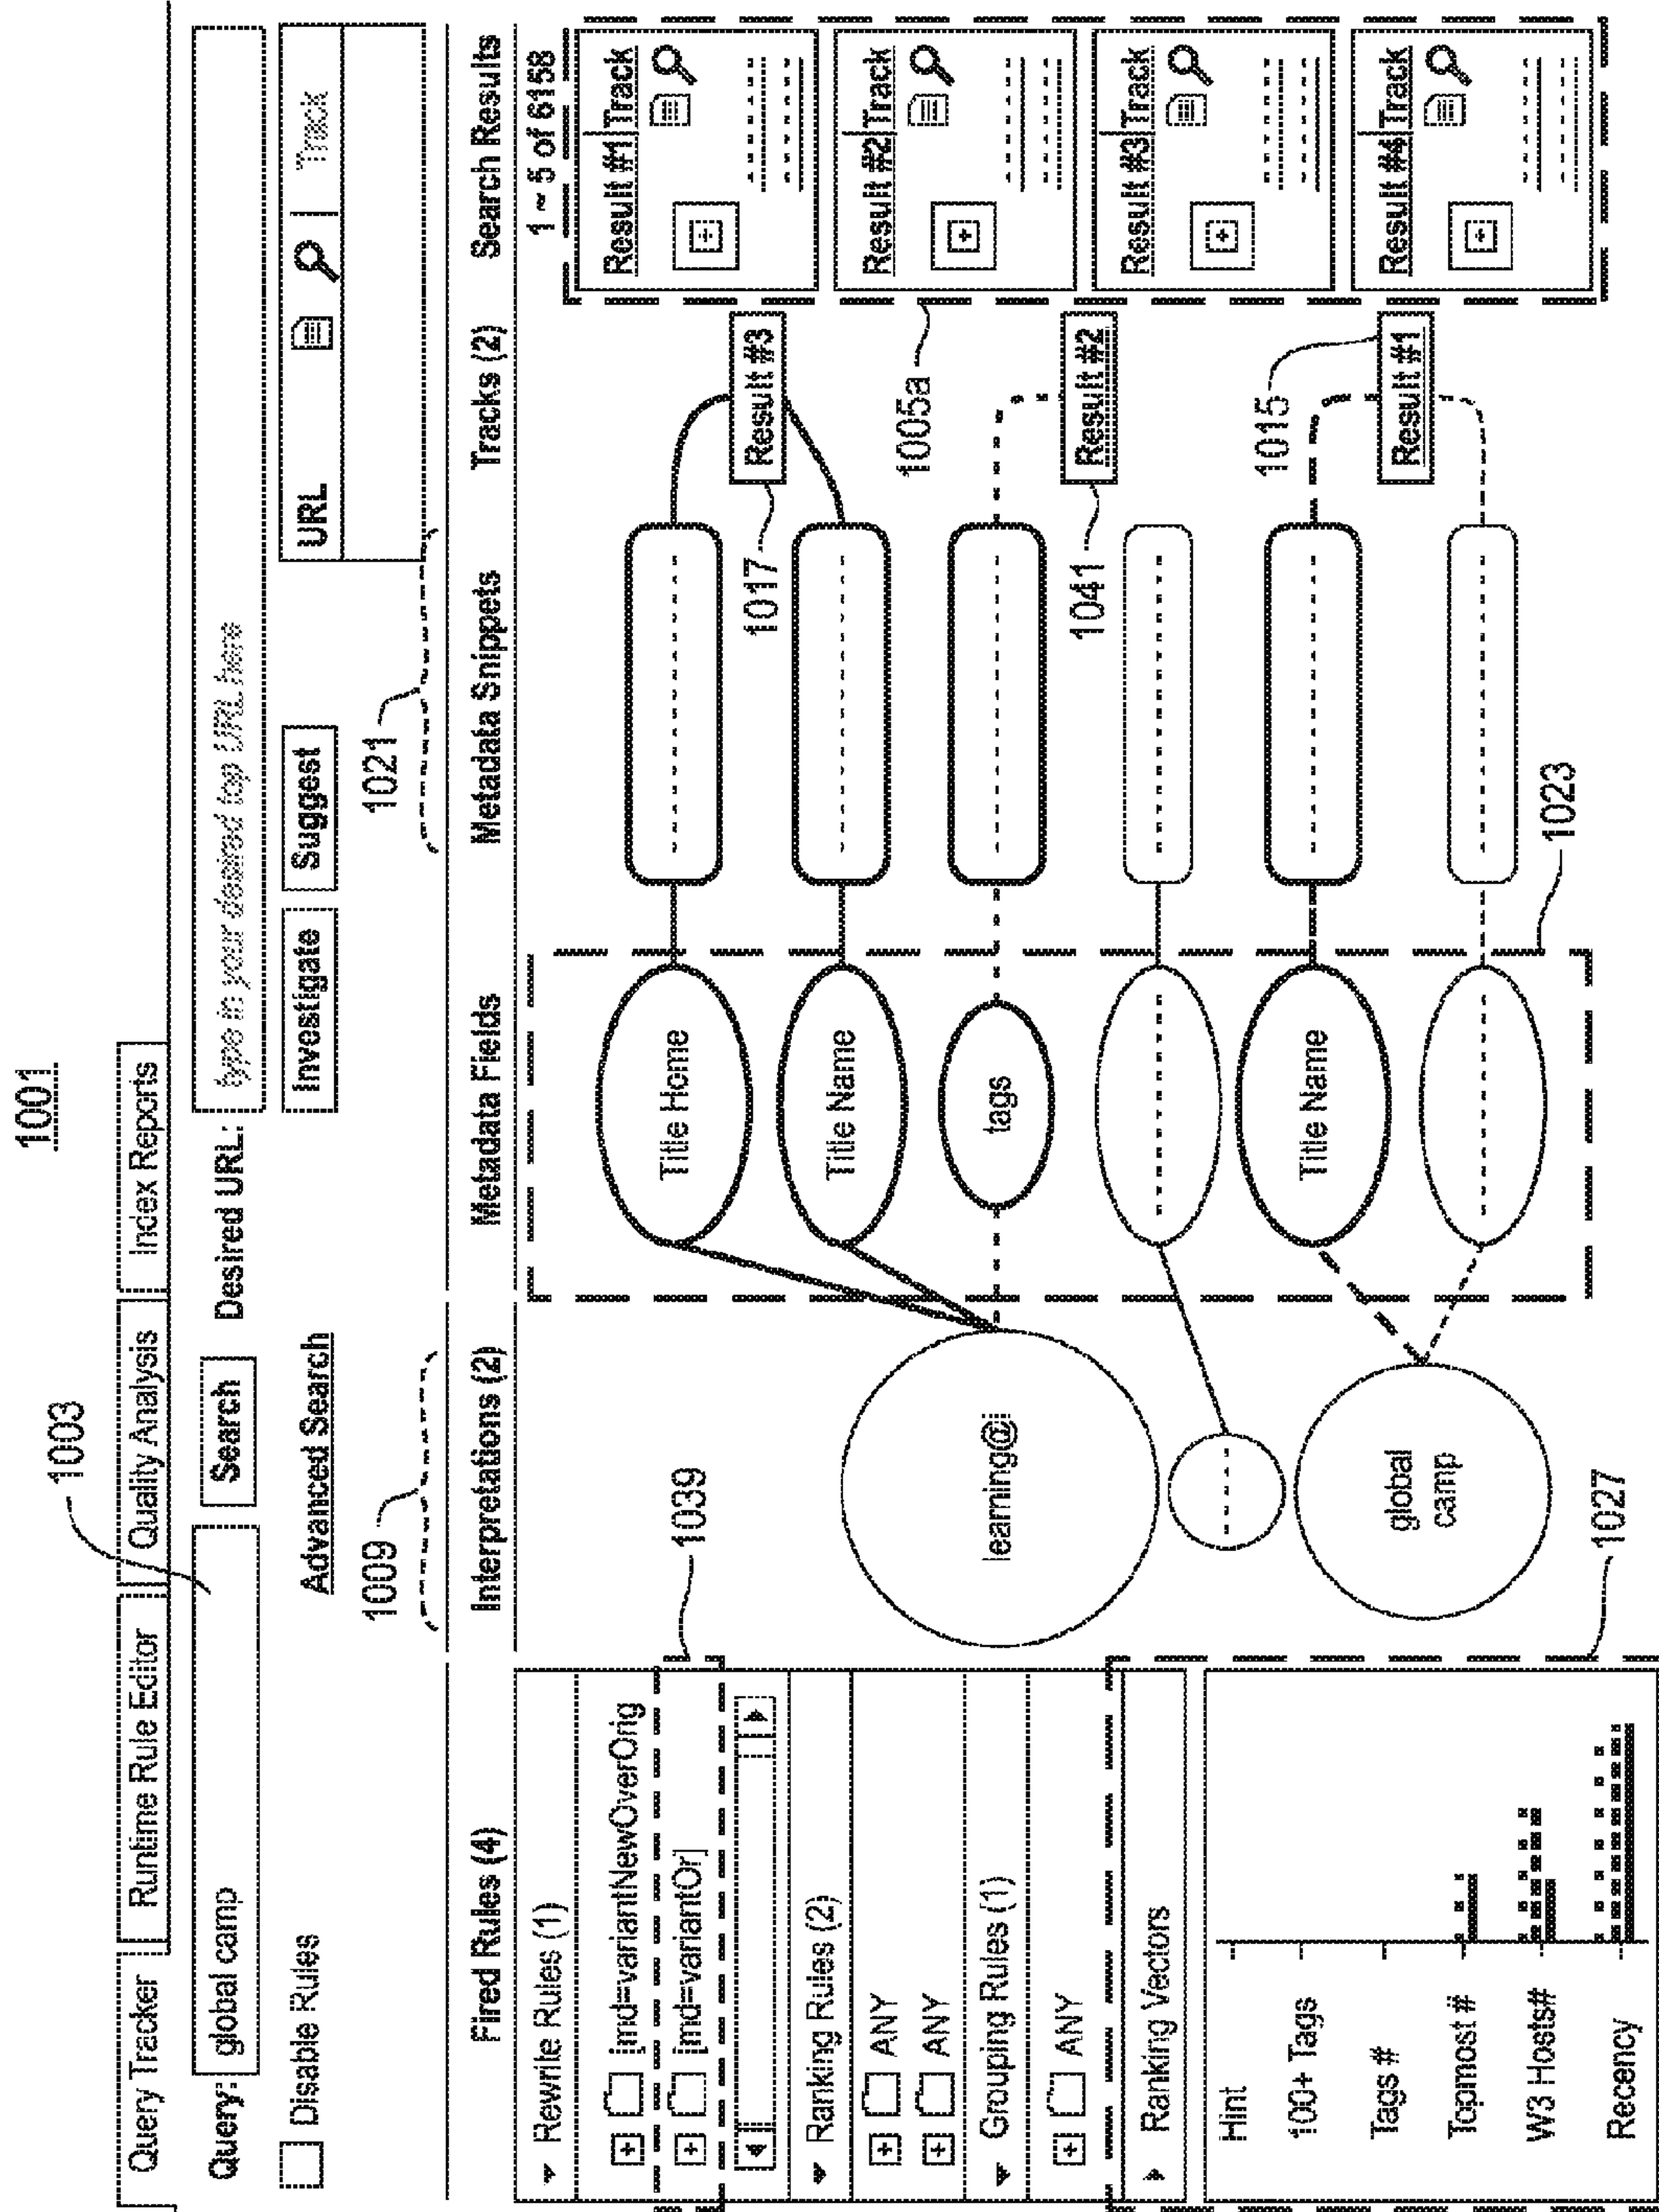 1001
Query Tracker
Runtime Rule Editor
Quality Analysis
Index Reports
1003
Query: global camp
Search
Desired URL: type in your desired top URL here
Disable Rules
Advanced Search
Investigate
Suggest
URL
Track
1009
1021
Fired Rules (4)
Interpretations (2)
Metadata Fields
Metadata Snippets
Tracks (2)
Search Results
1 ~ 5 of 6158
Rewrite Rules (1)
[md=variantNewOverOrig
[md=variantOr]
1039
Ranking Rules (2)
ANY
ANY
Grouping Rules (1)
ANY
Ranking Vectors
Hint
100+ Tags
Tags #
Topmost #
W3 Hosts#
Recency
1027
learning@i
global
camp
Title Home
Title Name
tags
Title Name
1023
Result #3
1017
1005a
Result #2
1041
1015
Result #1
Result #1 Track
Result #2 Track
Result #3 Track
Result #4 Track